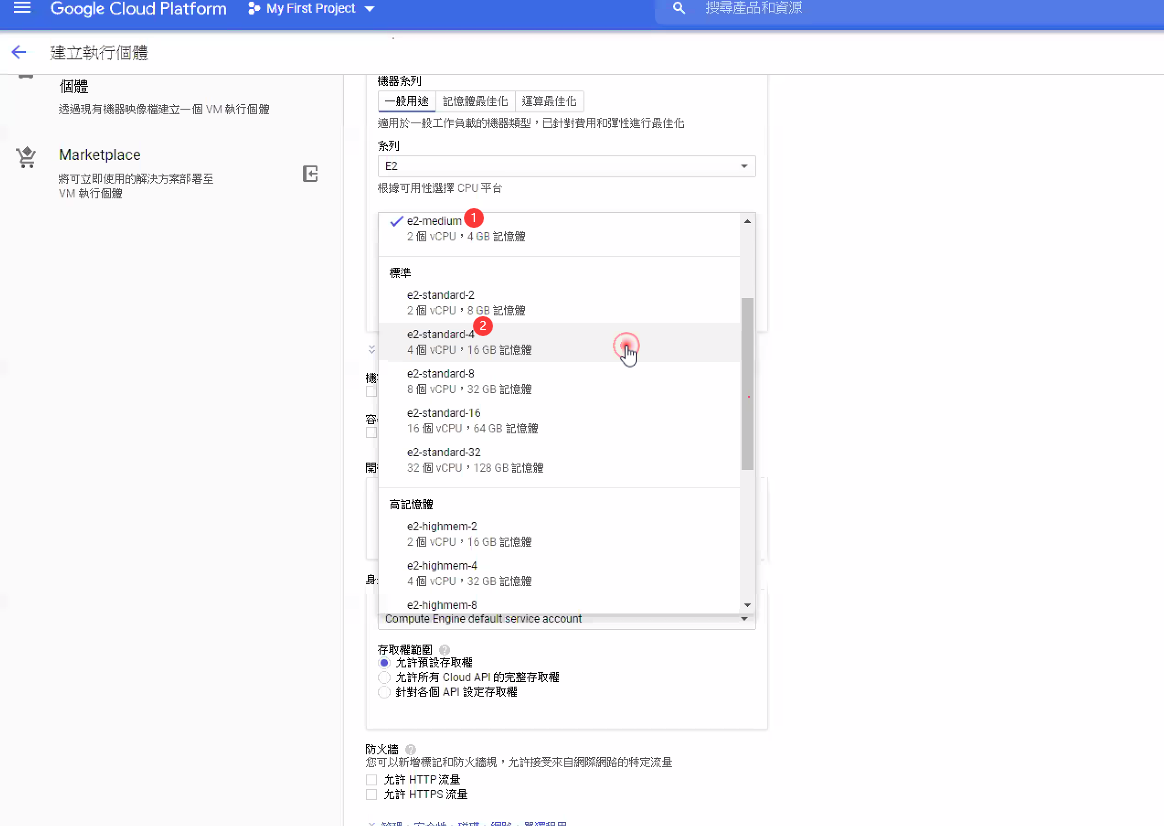 Google Cloud Platform
My First Project
搜尋產品和資源
建立執行個體
個體
透過現有機器映像檔建立一個 VM 執行個體
Marketplace
將可立即使用的解決方案部署至
VM 執行個體
機器系列
一般用途
記憶體最佳化
運算最佳化
適用於一般工作負載的機器類型，已針對費用和彈性進行最佳化
系列
E2
根據可用性選擇 CPU 平台
e2-medium
1
2 個 vCPU，4 GB 記憶體
標準
e2-standard-2
2 個 vCPU，8 GB 記憶體
e2-standard-4
2
4 個 vCPU，16 GB 記憶體
e2-standard-8
8 個 vCPU，32 GB 記憶體
e2-standard-16
16 個 vCPU，64 GB 記憶體
e2-standard-32
32 個 vCPU，128 GB 記憶體
高記憶體
e2-highmem-2
2 個 vCPU，16 GB 記憶體
e2-highmem-4
4 個 vCPU，32 GB 記憶體
e2-highmem-8
Compute Engine default service account
存取權範圍
允許預設存取權
允許所有 Cloud API 的完整存取權
針對各個 API 設定存取權
防火牆
您可以新增標記和防火牆規，允許接受來自網際網路的特定流量
允許 HTTP 流量
允許 HTTPS 流量